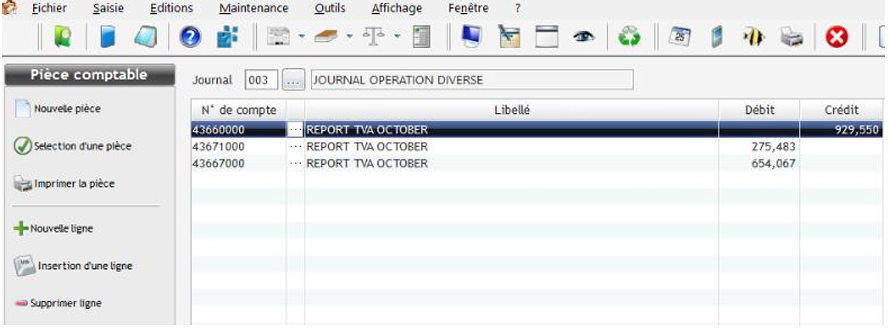 Fichier Saisie Editions Maintenance Outils Affichage Fenêtre ?
Pièce comptable
Journal 003 ... JOURNAL OPERATION DIVERSE
Nouvelle pièce
Selection d'une pièce
Imprimer la pièce
Nouvelle ligne
Insertion d'une ligne
Supprimer ligne
N° de compte Libellé Débit Crédit
43660000 ... REPORT TVA OCTOBER 929,550
43671000 ... REPORT TVA OCTOBER 275,483
43667000 ... REPORT TVA OCTOBER 654,067